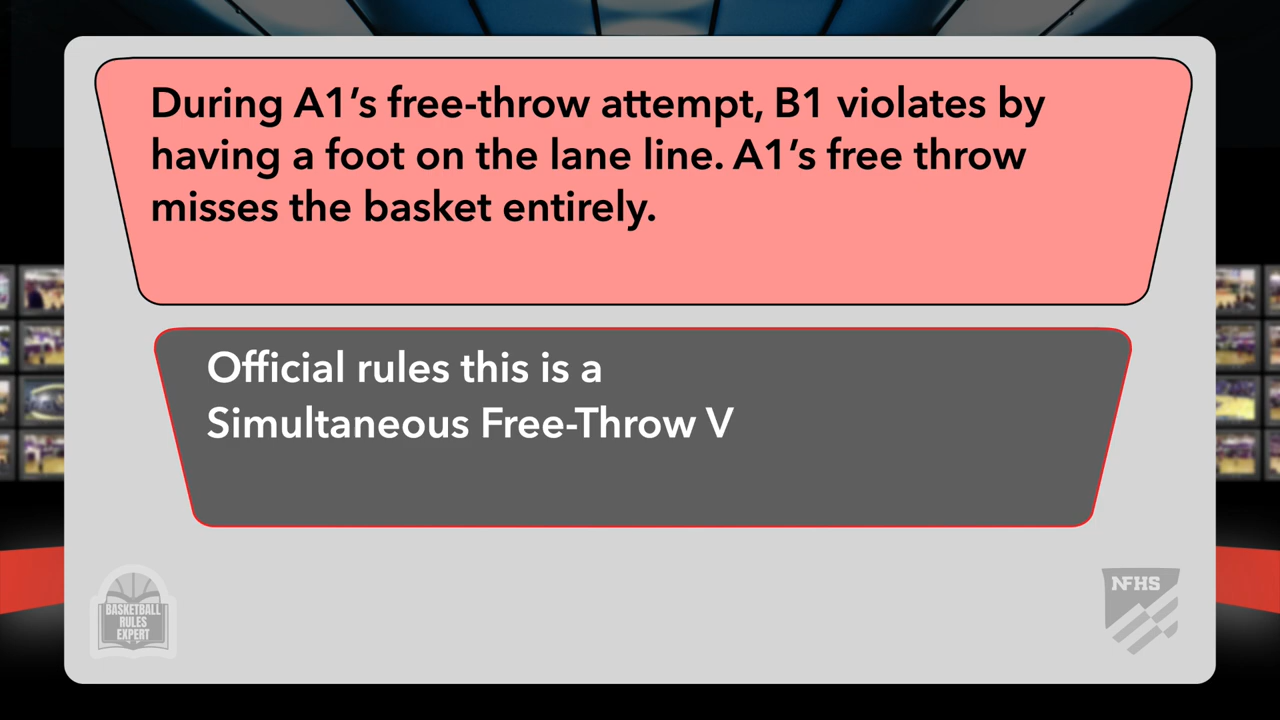 During A1’s free-throw attempt, B1 violates by
having a foot on the lane line. A1’s free throw
misses the basket entirely.
Official rules this is a
Simultaneous Free-Throw V
BASKETBALL
RULES
EXPERT
NFHS